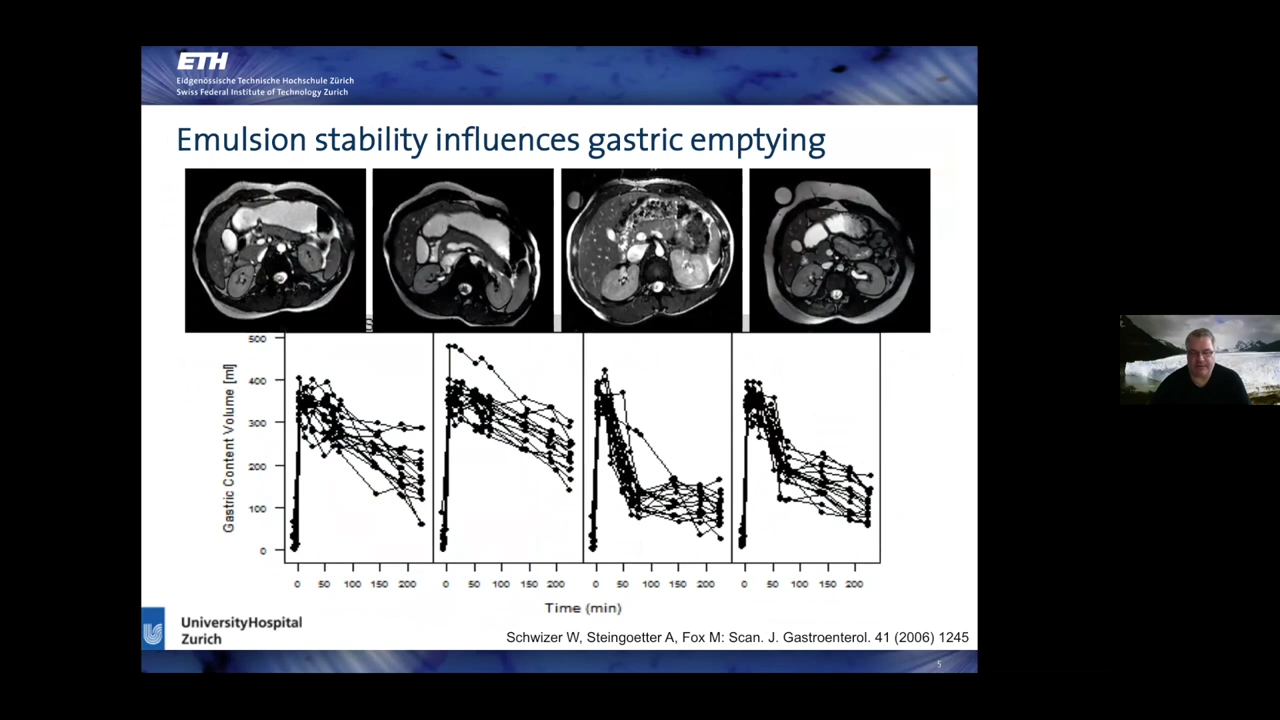 ETH
Eidgenössische Technische Hochschule Zürich
Swiss Federal Institute of Technology Zurich
Emulsion stability influences gastric emptying
Gastric Content Volume [ml]
500
400
300
200
100
0
0 50 100 150 200 0 50 100 150 200 0 50 100 150 200 0 50 100 150 200
Time (min)
UniversityHospital
Zurich
Schwizer W, Steingoetter A, Fox M: Scan. J. Gastroenterol. 41 (2006) 1245
5